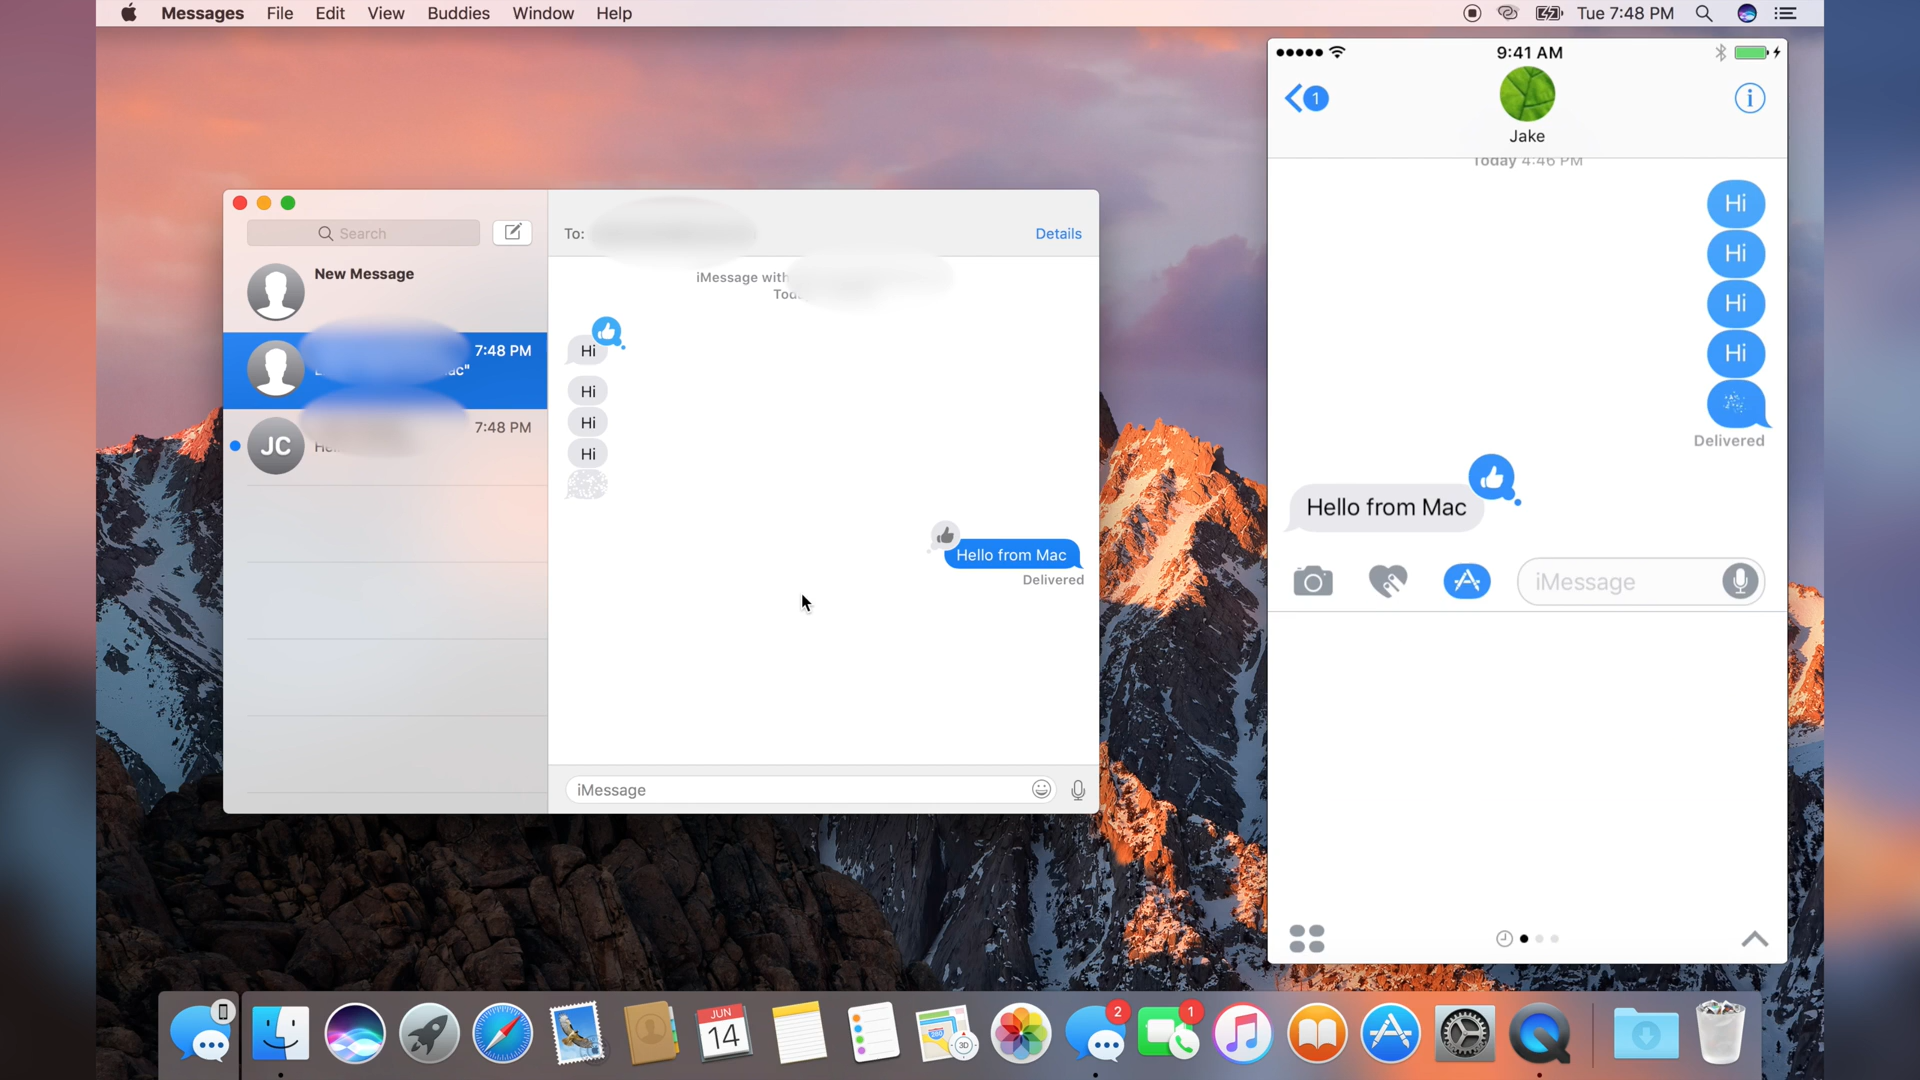 Messages File Edit View Buddies Window Help Tue 7:48 PM
Search
To:
Details
New Message
7:48 PM
ac"
JC
7:48 PM
iMessage with
Hi
Hi
Hi
Hi
Hello from Mac
Delivered
iMessage
9:41 AM
1
Jake
Today 4:46 PM
Hi
Hi
Hi
Hi
Delivered
Hello from Mac
iMessage
JUN
14
3D
2
1